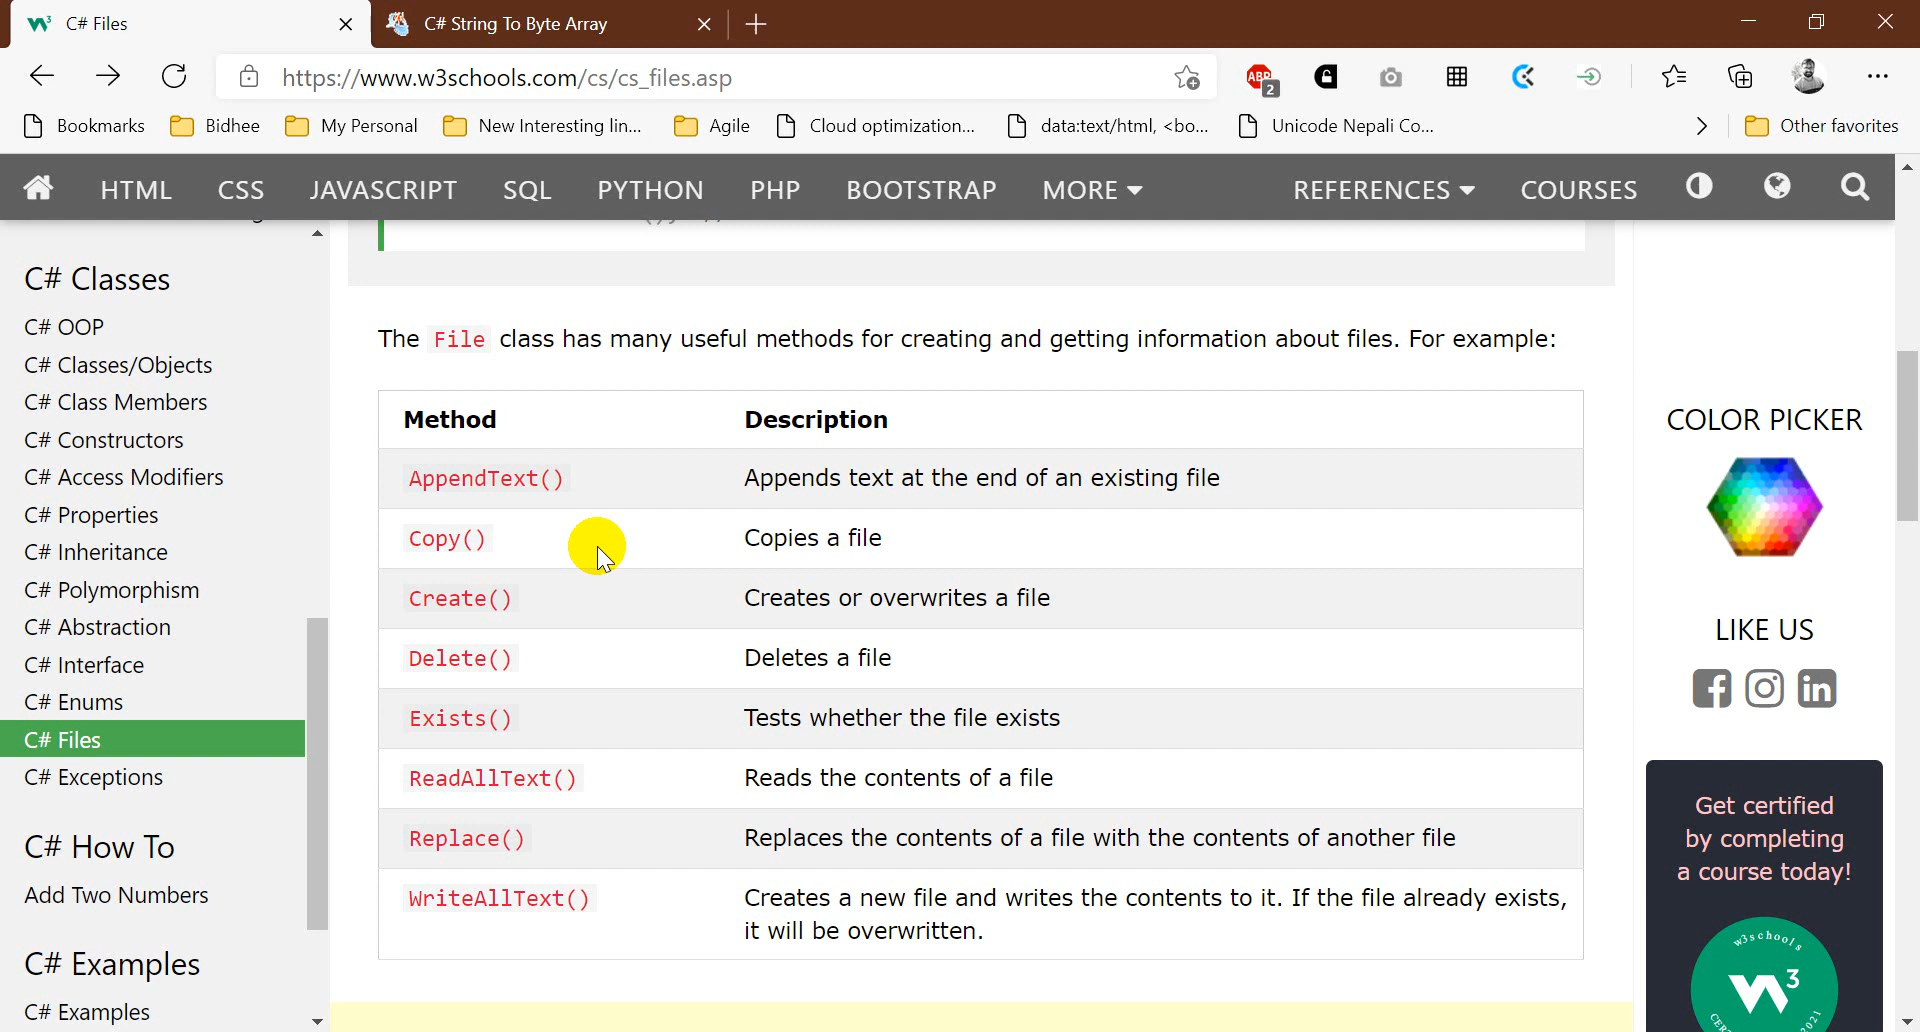 C# Files
C# String To Byte Array
https://www.w3schools.com/cs/cs_files.asp
ABP
2
Bookmarks
Bidhee
My Personal
New Interesting lin...
Agile
Cloud optimization...
data:text/html, <bo...
Unicode Nepali Co...
Other favorites
HTML
CSS
JAVASCRIPT
SQL
PYTHON
PHP
BOOTSTRAP
MORE
REFERENCES
COURSES
C# Classes
C# OOP
C# Classes/Objects
C# Class Members
C# Constructors
C# Access Modifiers
C# Properties
C# Inheritance
C# Polymorphism
C# Abstraction
C# Interface
C# Enums
C# Files
C# Exceptions
C# How To
Add Two Numbers
C# Examples
C# Examples
The File class has many useful methods for creating and getting information about files. For example:
Method Description
AppendText() Appends text at the end of an existing file
Copy() Copies a file
Create() Creates or overwrites a file
Delete() Deletes a file
Exists() Tests whether the file exists
ReadAllText() Reads the contents of a file
Replace() Replaces the contents of a file with the contents of another file
WriteAllText() Creates a new file and writes the contents to it. If the file already exists,
it will be overwritten.
COLOR PICKER
LIKE US
Get certified
by completing
a course today!
w3schools
W3